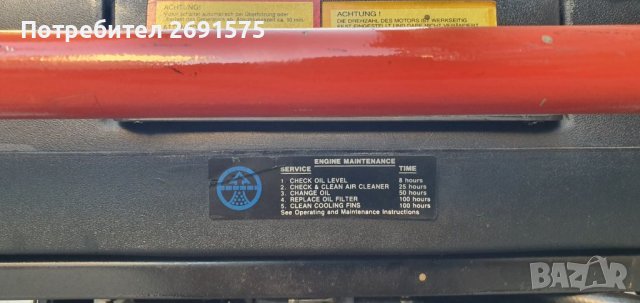 Потребител 2691575
ACHTUNG!
ACHTUNG!
DIE DREHZAHL DES MOTORS IST WERKSEITIG
ENGINE MAINTENANCE
SERVICE TIME
1. CHECK OIL LEVEL 8 hours
2. CHECK & CLEAN AIR CLEANER 25 hours
3. CHANGE OIL 50 hours
4. REPLACE OIL FILTER 100 hours
5. CLEAN COOLING FINS 100 hours
See Operating and Maintenance Instructions
BAZAR